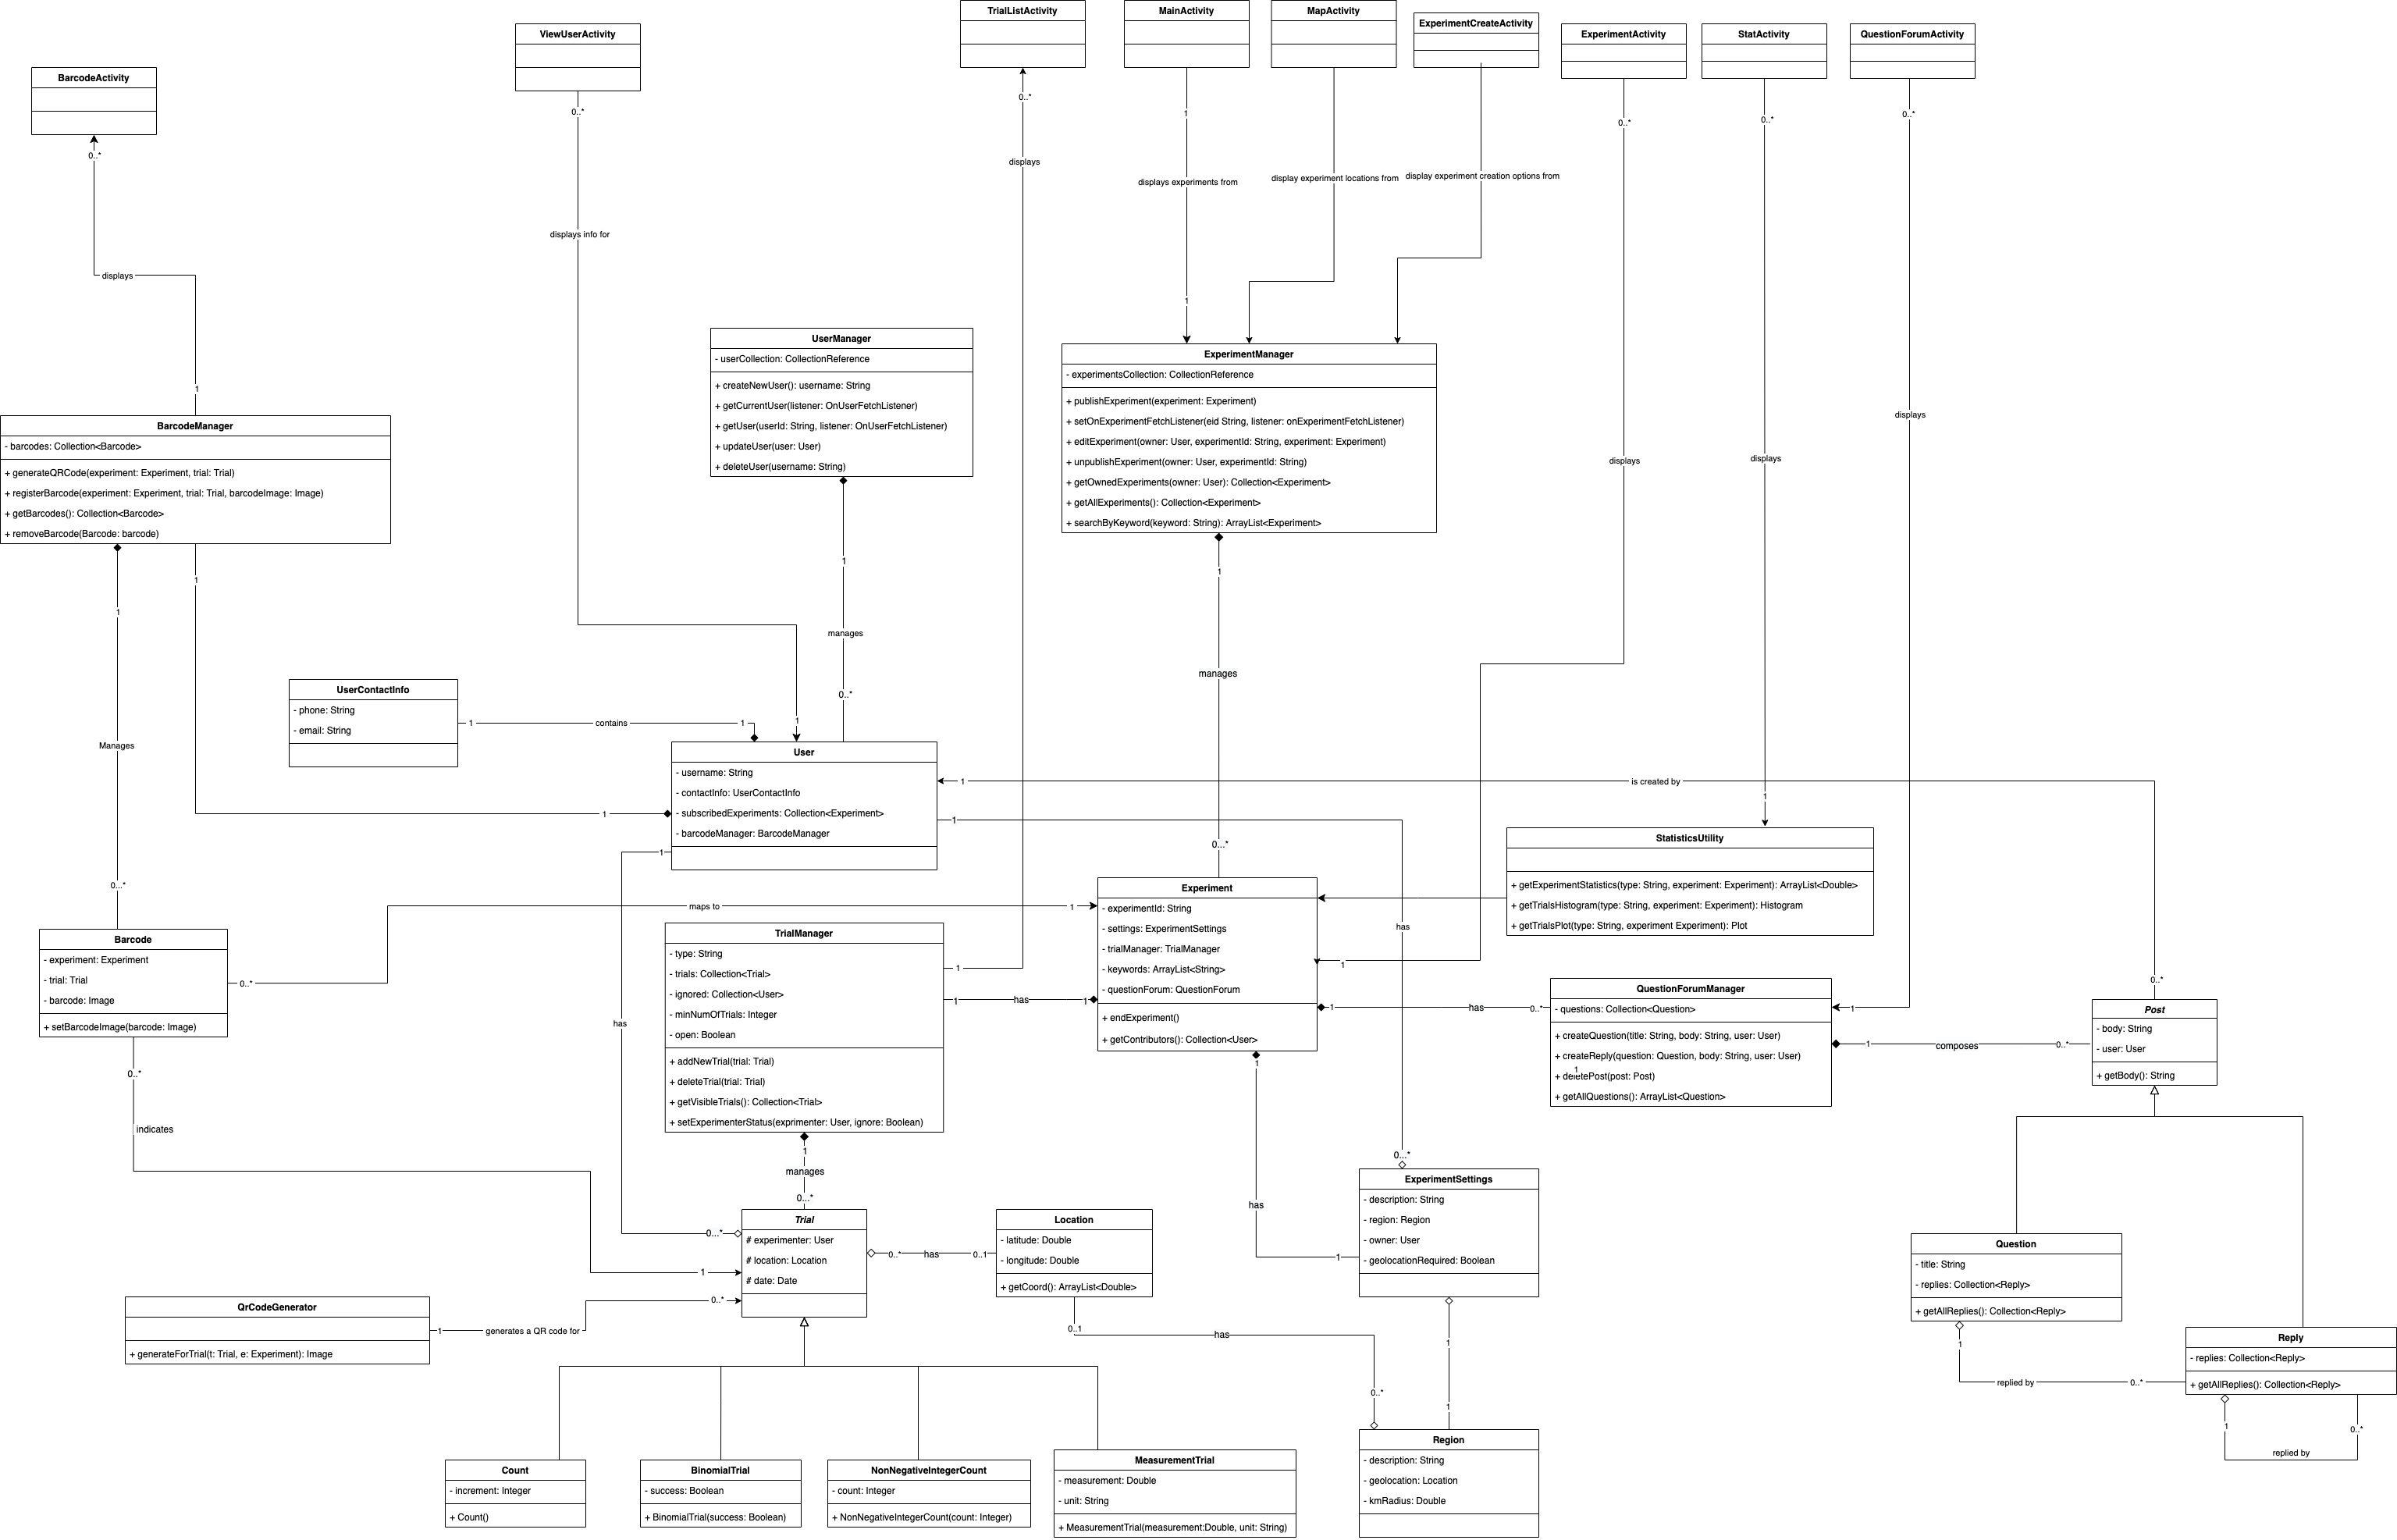 TrialListActivity
MainActivity
MapActivity
ExperimentCreateActivity
ViewUserActivity
ExperimentActivity
StatActivity
QuestionForumActivity
BarcodeActivity
0..*
0..*
0..*
1
0..*
0..*
0..*
displays
displays experiments from
display experiment locations from
display experiment creation options from
displays info for
displays
1
1
UserManager
- userCollection: CollectionReference
+ createNewUser(): username: String
+ getCurrentUser(listener: OnUserFetchListener)
+ getUser(userId: String, listener: OnUserFetchListener)
+ updateUser(user: User)
+ deleteUser(username: String)
ExperimentManager
- experimentsCollection: CollectionReference
+ publishExperiment(experiment: Experiment)
+ setOnExperimentFetchListener(eid String, listener: onExperimentFetchListener)
+ editExperiment(owner: User, experimentId: String, experiment: Experiment)
+ unpublishExperiment(owner: User, experimentId: String)
+ getOwnedExperiments(owner: User): Collection<Experiment>
+ getAllExperiments(): Collection<Experiment>
+ searchByKeyword(keyword: String): ArrayList<Experiment>
displays
displays
displays
BarcodeManager
- barcodes: Collection<Barcode>
+ generateQRCode(experiment: Experiment, trial: Trial)
+ registerBarcode(experiment: Experiment, trial: Trial, barcodeImage: Image)
+ getBarcodes(): Collection<Barcode>
+ removeBarcode(Barcode: barcode)
1
1
1
1
manages
manages
0..*
1
UserContactInfo
- phone: String
- email: String
1
contains
1
Manages
User
- username: String
- contactInfo: UserContactInfo
- subscribedExperiments: Collection<Experiment>
- barcodeManager: BarcodeManager
1
1
1
is created by
1
1
has
0...*
StatisticsUtility
+ getExperimentStatistics(type: String, experiment: Experiment): ArrayList<Double>
+ getTrialsHistogram(type: String, experiment: Experiment): Histogram
+ getTrialsPlot(type: String, experiment Experiment): Plot
0...*
maps to
1
Experiment
- experimentId: String
- settings: ExperimentSettings
- trialManager: TrialManager
- keywords: ArrayList<String>
- questionForum: QuestionForum
+ endExperiment()
+ getContributors(): Collection<User>
1
Barcode
- experiment: Experiment
- trial: Trial
- barcode: Image
+ setBarcodeImage(barcode: Image)
0..*
TrialManager
- type: String
- trials: Collection<Trial>
- ignored: Collection<User>
- minNumOfTrials: Integer
- open: Boolean
+ addNewTrial(trial: Trial)
+ deleteTrial(trial: Trial)
+ getVisibleTrials(): Collection<Trial>
+ setExperimenterStatus(exprimenter: User, ignore: Boolean)
1
1
has
1
has
1
has
0..*
QuestionForumManager
- questions: Collection<Question>
+ createQuestion(title: String, body: String, user: User)
+ createReply(question: Question, body: String, user: User)
1
+ deletePost(post: Post)
+ getAllQuestions(): ArrayList<Question>
1
1
composes
0..*
0..*
Post
- body: String
- user: User
+ getBody(): String
0..*
indicates
1
1
manages
0...*
0...*
ExperimentSettings
- description: String
- region: Region
- owner: User
- geolocationRequired: Boolean
has
1
Trial
# experimenter: User
# location: Location
# date: Date
0...*
1
0..*
0..*
has
0..1
Location
- latitude: Double
- longitude: Double
+ getCoord(): ArrayList<Double>
Question
- title: String
- replies: Collection<Reply>
+ getAllReplies(): Collection<Reply>
QrCodeGenerator
+ generateForTrial(t: Trial, e: Experiment): Image
1
generates a QR code for
0..1
has
1
1
Reply
- replies: Collection<Reply>
+ getAllReplies(): Collection<Reply>
replied by
0..*
0..*
1
1
0..*
replied by
Count
- increment: Integer
+ Count()
BinomialTrial
- success: Boolean
+ BinomialTrial(success: Boolean)
NonNegativeIntegerCount
- count: Integer
+ NonNegativeIntegerCount(count: Integer)
MeasurementTrial
- measurement: Double
- unit: String
+ MeasurementTrial(measurement:Double, unit: String)
Region
- description: String
- geolocation: Location
- kmRadius: Double